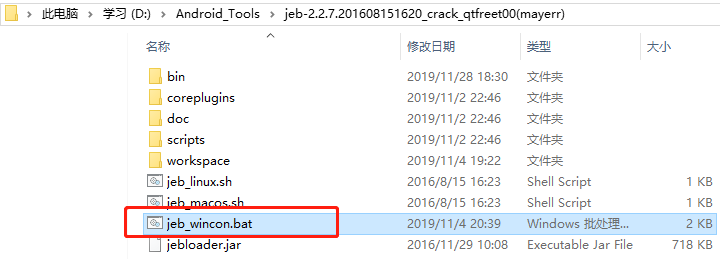 此电脑 > 学习 (D:) > Android_Tools > jeb-2.2.7.201608151620_crack_qtfreet00(mayerr)
名称 修改日期 类型 大小
bin 2019/11/28 18:30 文件夹
coreplugins 2019/11/2 22:46 文件夹
doc 2019/11/2 22:46 文件夹
scripts 2019/11/2 22:46 文件夹
workspace 2019/11/4 19:22 文件夹
jeb_linux.sh 2016/8/15 16:23 Shell Script 1 KB
jeb_macos.sh 2016/8/15 16:23 Shell Script 1 KB
jeb_wincon.bat 2019/11/4 20:39 Windows 批处理... 2 KB
jebloader.jar 2016/11/29 10:08 Executable Jar File 718 KB